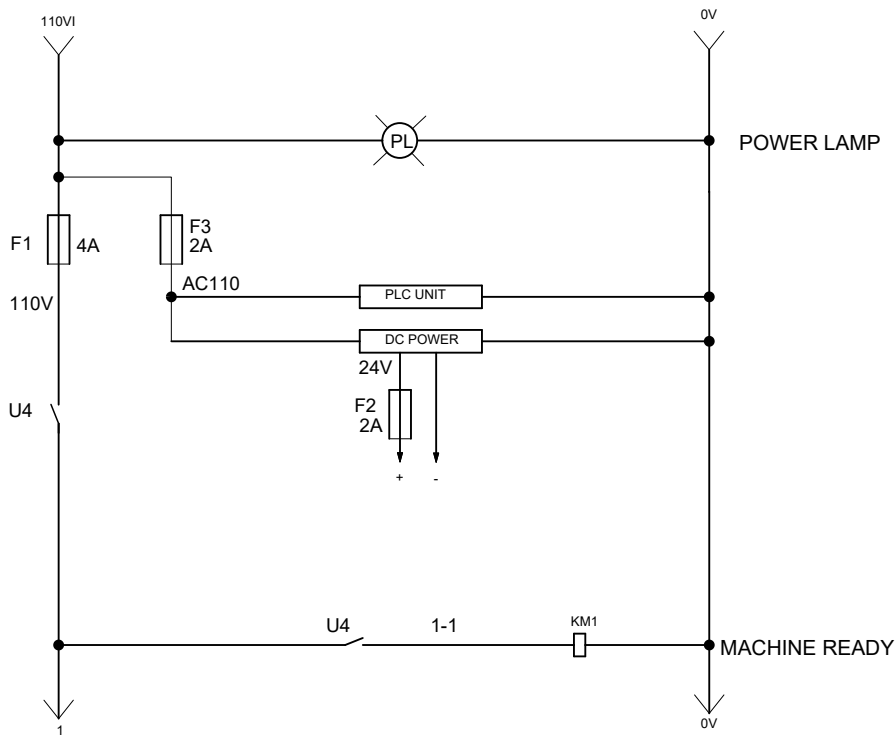 110VI
0V
PL
POWER LAMP
F1
4A
F3
2A
AC110
110V
PLC UNIT
DC POWER
24V
U4
F2
2A
+
-
U4
1-1
KM1
MACHINE READY
1
0V